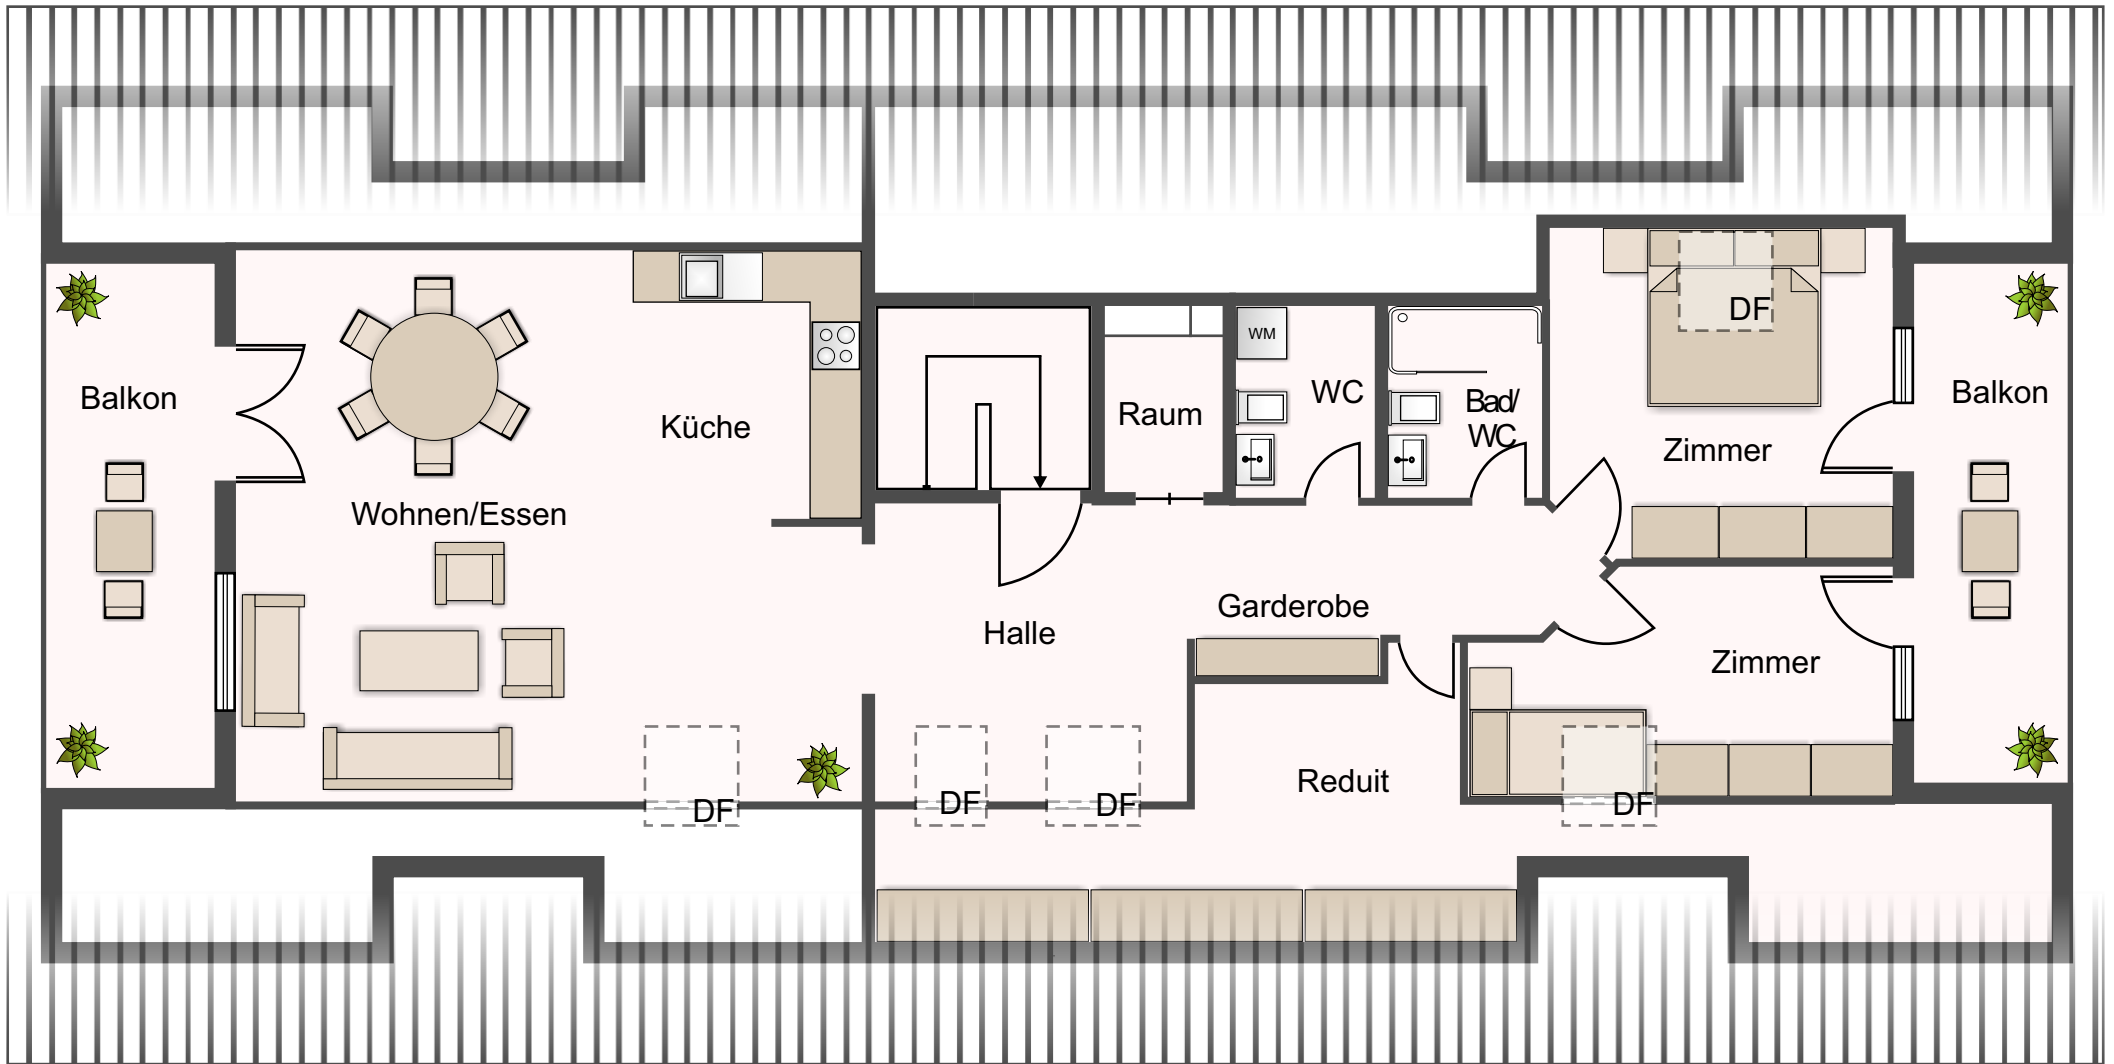 DF
WM
Balkon
Küche
Raum
WC
Bad/
WC
Zimmer
Balkon
Wohnen/Essen
Halle
Garderobe
Zimmer
Reduit
DF
DF
DF
DF